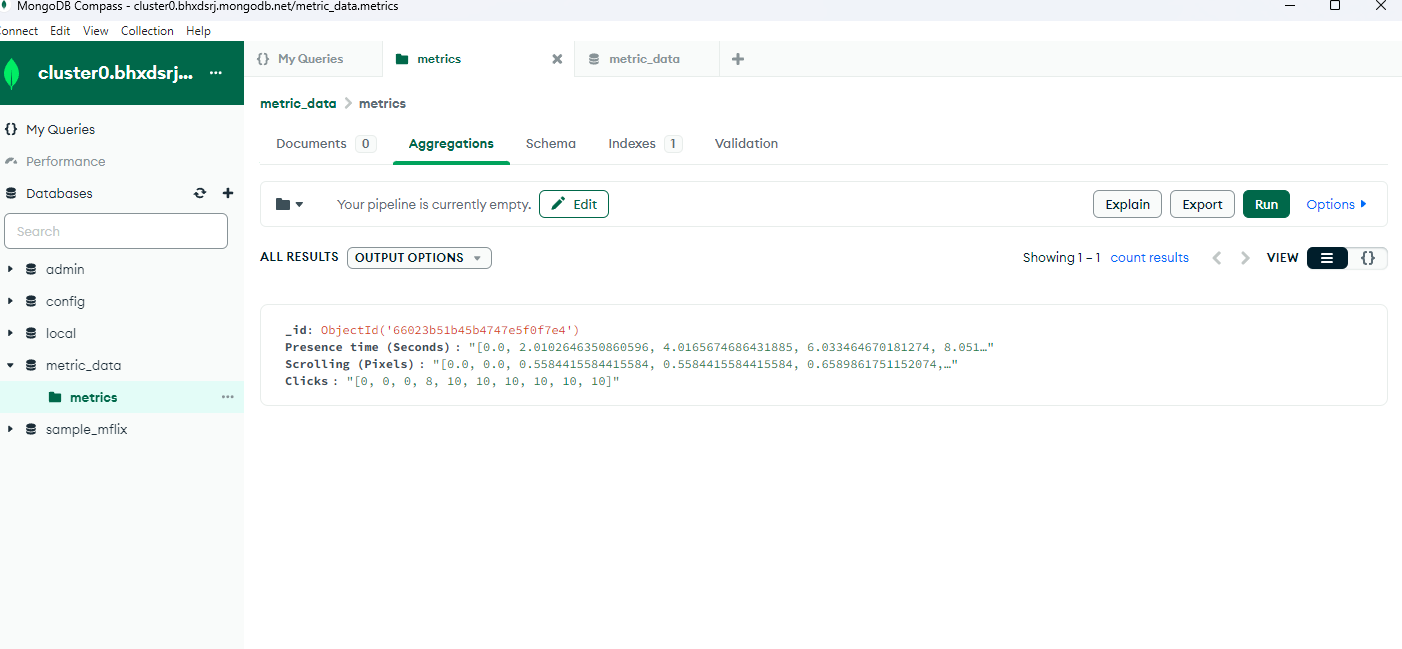 MongoDB Compass - cluster0.bhxdsrj.mongodb.net/metric_data.metrics
onnect Edit View Collection Help
cluster0.bhxdsrj... ...
{} My Queries
metrics
metric_data
metric_data > metrics
{} My Queries
Performance
Databases
Search
admin
config
local
metric_data
metrics
sample_mflix
Documents 0 Aggregations Schema Indexes 1 Validation
Your pipeline is currently empty. Edit Explain Export Run Options
ALL RESULTS OUTPUT OPTIONS Showing 1 – 1 count results VIEW {}
_id: ObjectId('66023b51b45b4747e5f0f7e4')
Presence time (Seconds) : "[0.0, 2.0102646350860596, 4.0165674686431885, 6.033464670181274, 8.051…"
Scrolling (Pixels) : "[0.0, 0.0, 0.5584415584415584, 0.5584415584415584, 0.6589861751152074,…"
Clicks : "[0, 0, 0, 8, 10, 10, 10, 10, 10, 10]"